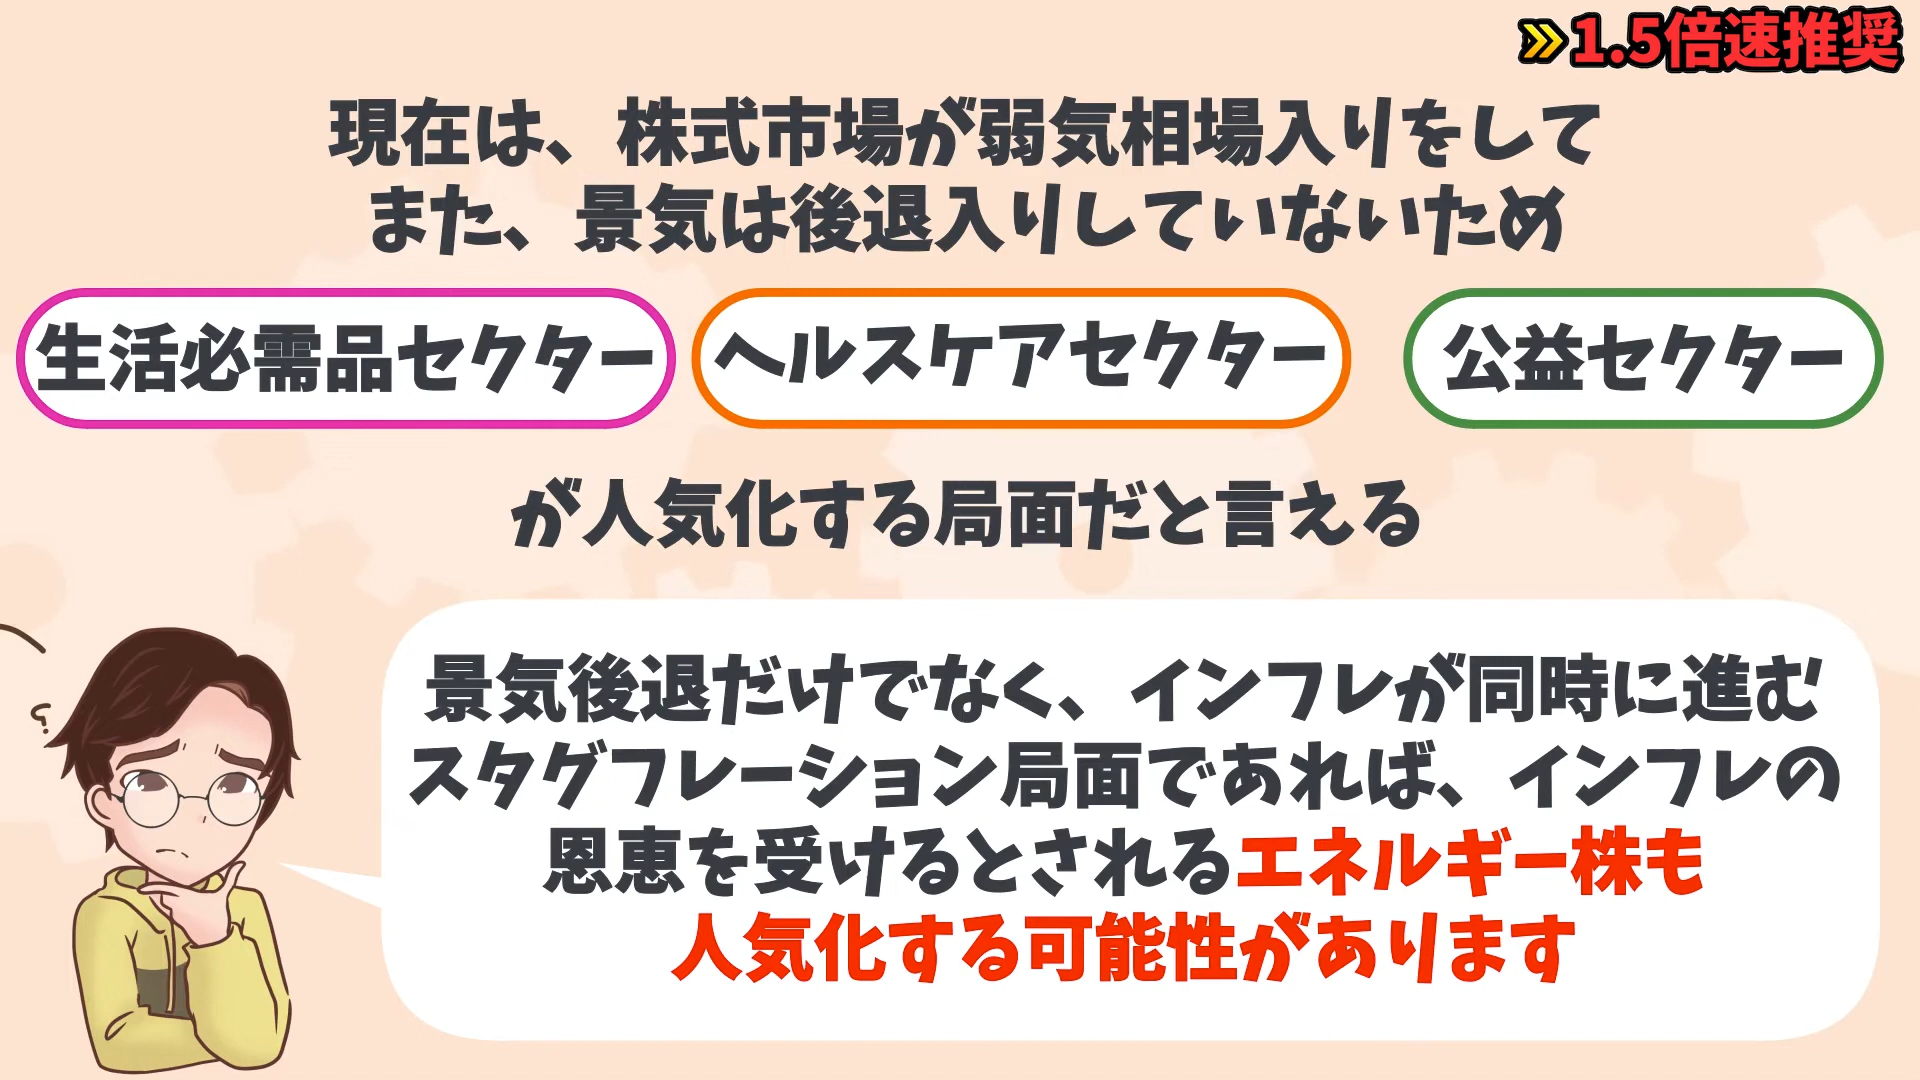 1.5倍速推奨
現在は、株式市場が弱気相場入りをして
また、景気は後退入りしていないため
生活必需品セクター
ヘルスケアセクター
公益セクター
が人気化する局面だと言える
景気後退だけでなく、インフレが同時に進む
スタグフレーション局面であれば、インフレの
恩恵を受けるとされるエネルギー株も
人気化する可能性があります